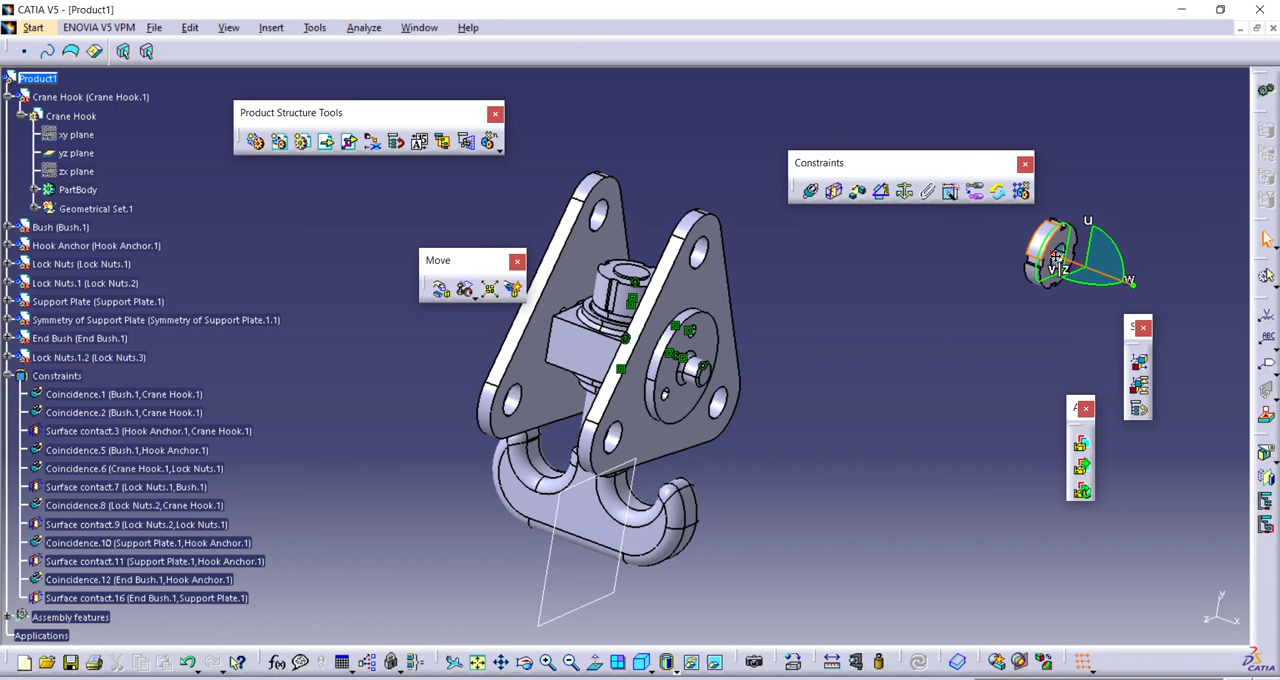 CATIA V5 - [Product1]
Start ENOVIA V5 VPM File Edit View Insert Tools Analyze Window Help
Product1
Crane Hook (Crane Hook.1)
Crane Hook
xy plane
yz plane
zx plane
PartBody
Geometrical Set.1
Bush (Bush.1)
Hook Anchor (Hook Anchor.1)
Lock Nuts (Lock Nuts.1)
Lock Nuts.1 (Lock Nuts.2)
Support Plate (Support Plate.1)
Symmetry of Support Plate (Symmetry of Support Plate.1.1)
End Bush (End Bush.1)
Lock Nuts.1.2 (Lock Nuts.3)
Constraints
Coincidence.1 (Bush.1,Crane Hook.1)
Coincidence.2 (Bush.1,Crane Hook.1)
Surface contact.3 (Hook Anchor.1,Crane Hook.1)
Coincidence.5 (Bush.1,Hook Anchor.1)
Coincidence.6 (Crane Hook.1,Lock Nuts.1)
Surface contact.7 (Lock Nuts.1,Bush.1)
Coincidence.8 (Lock Nuts.2,Crane Hook.1)
Surface contact.9 (Lock Nuts.2,Lock Nuts.1)
Coincidence.10 (Support Plate.1,Hook Anchor.1)
Surface contact.11 (Support Plate.1,Hook Anchor.1)
Coincidence.12 (End Bush.1,Hook Anchor.1)
Surface contact.16 (End Bush.1,Support Plate.1)
Assembly features
Applications
Product Structure Tools
Move
Constraints
u
v z
w
S
A
y
z x
f(x)
CATIA